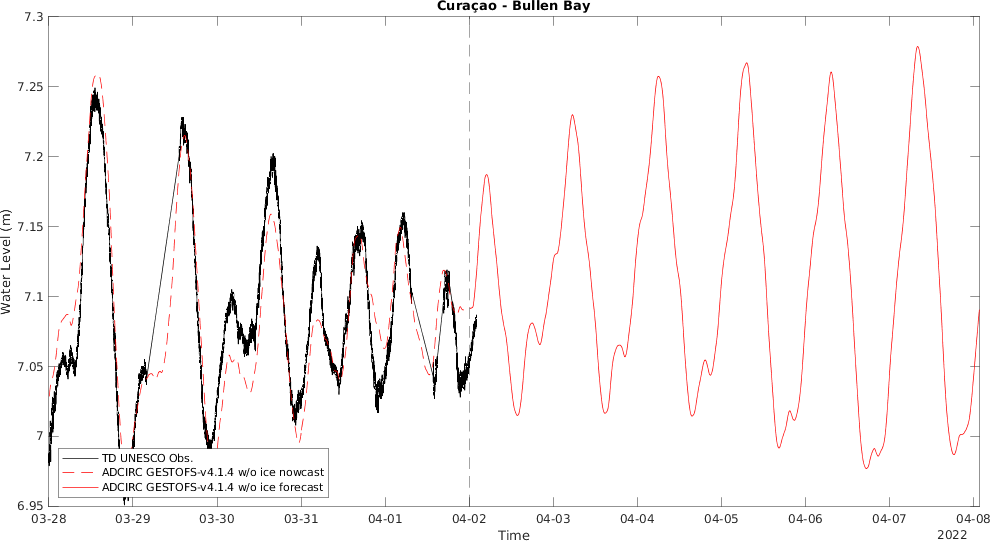 Curaçao - Bullen Bay
7.3
7.25
7.2
7.15
7.1
7.05
7
6.95
Water Level (m)
TD UNESCO Obs.
ADCIRC GESTOFS-v4.1.4 w/o ice nowcast
ADCIRC GESTOFS-v4.1.4 w/o ice forecast
03-28 03-29 03-30 03-31 04-01 04-02 04-03 04-04 04-05 04-06 04-07 04-08
Time
2022